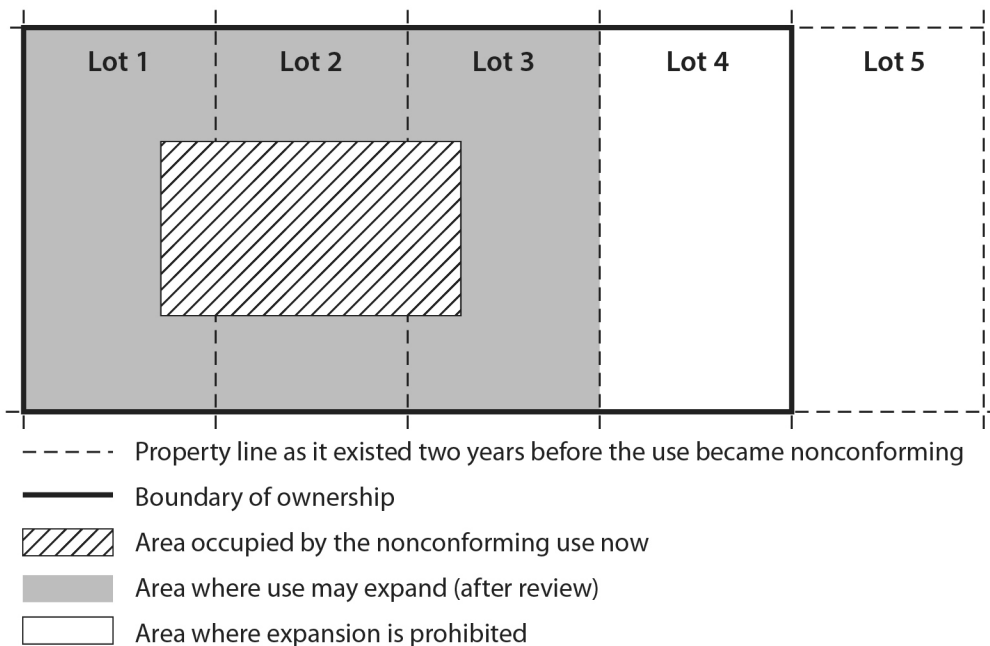 Lot 1
Lot 2
Lot 3
Lot 4
Lot 5
Property line as it existed two years before the use became nonconforming
Boundary of ownership
Area occupied by the nonconforming use now
Area where use may expand (after review)
Area where expansion is prohibited